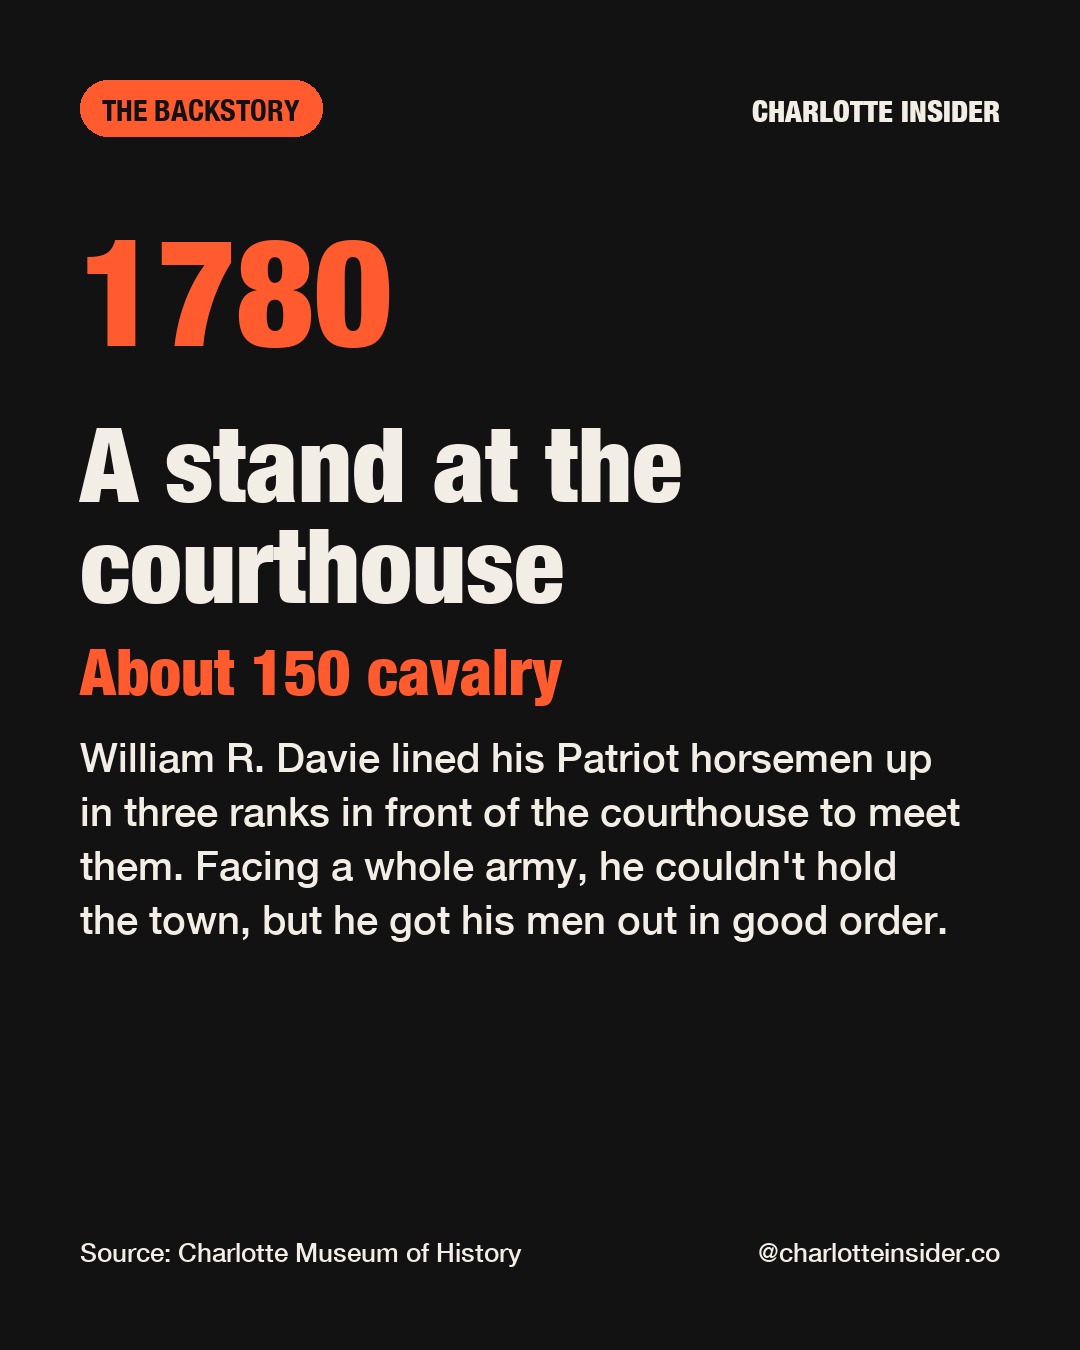 THE BACKSTORY
CHARLOTTE INSIDER
1780
A stand at the
courthouse
About 150 cavalry
William R. Davie lined his Patriot horsemen up
in three ranks in front of the courthouse to meet
them. Facing a whole army, he couldn't hold
the town, but he got his men out in good order.
Source: Charlotte Museum of History
@charlotteinsider.co